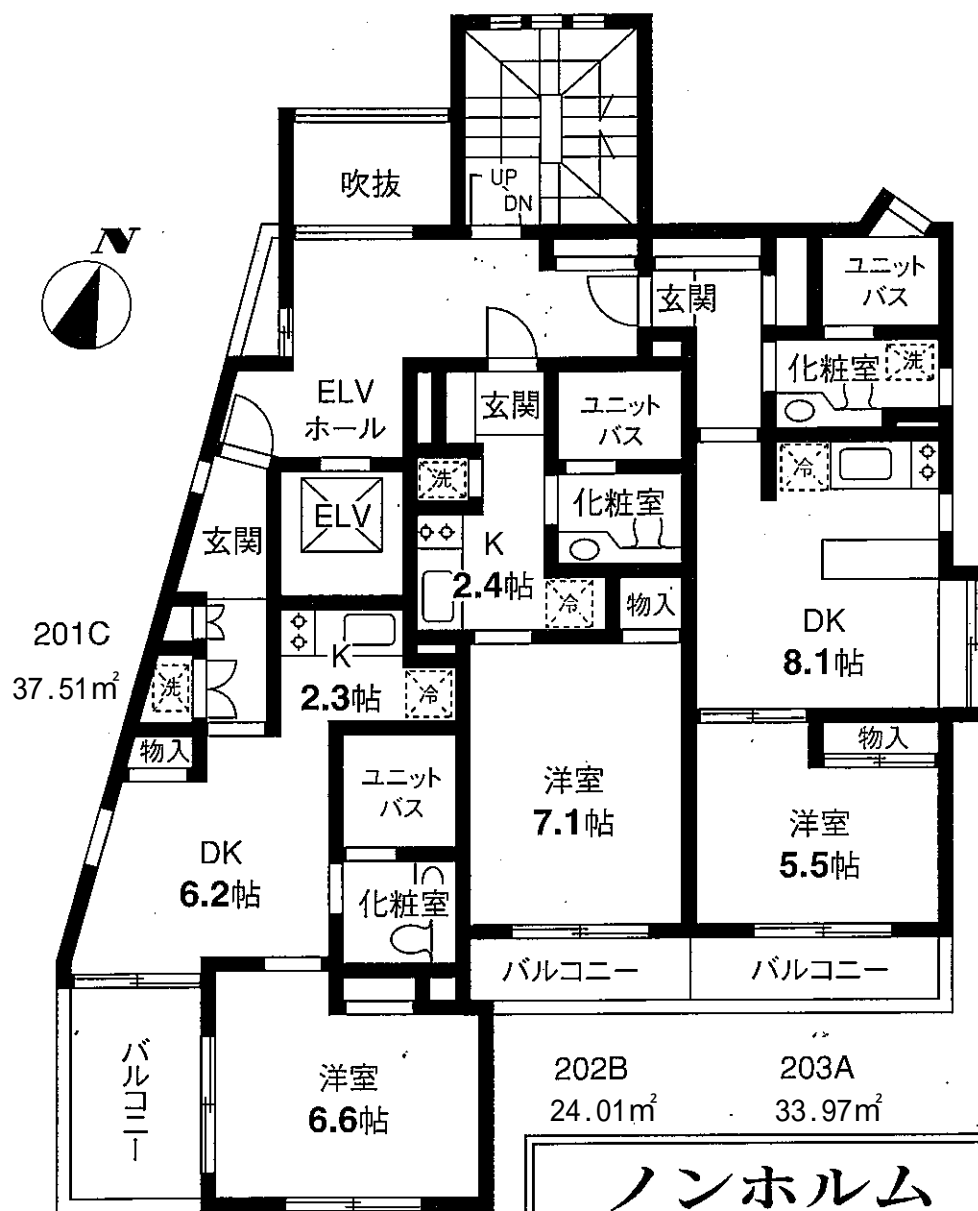 吹抜
UP
DN
N
ユニット
バス
玄関
化粧室
洗
ELV
ホール
玄関
ユニット
バス
冷
洗
ELV
化粧室
玄関
K
2.4帖
冷
物入
DK
8.1帖
201C
37.51㎡
K
2.3帖
冷
洗
物入
物入
ユニット
バス
洋室
7.1帖
洋室
5.5帖
DK
6.2帖
化粧室
バルコニー
バルコニー
バルコニー
洋室
6.6帖
202B
24.01㎡
203A
33.97㎡
ノンホルム